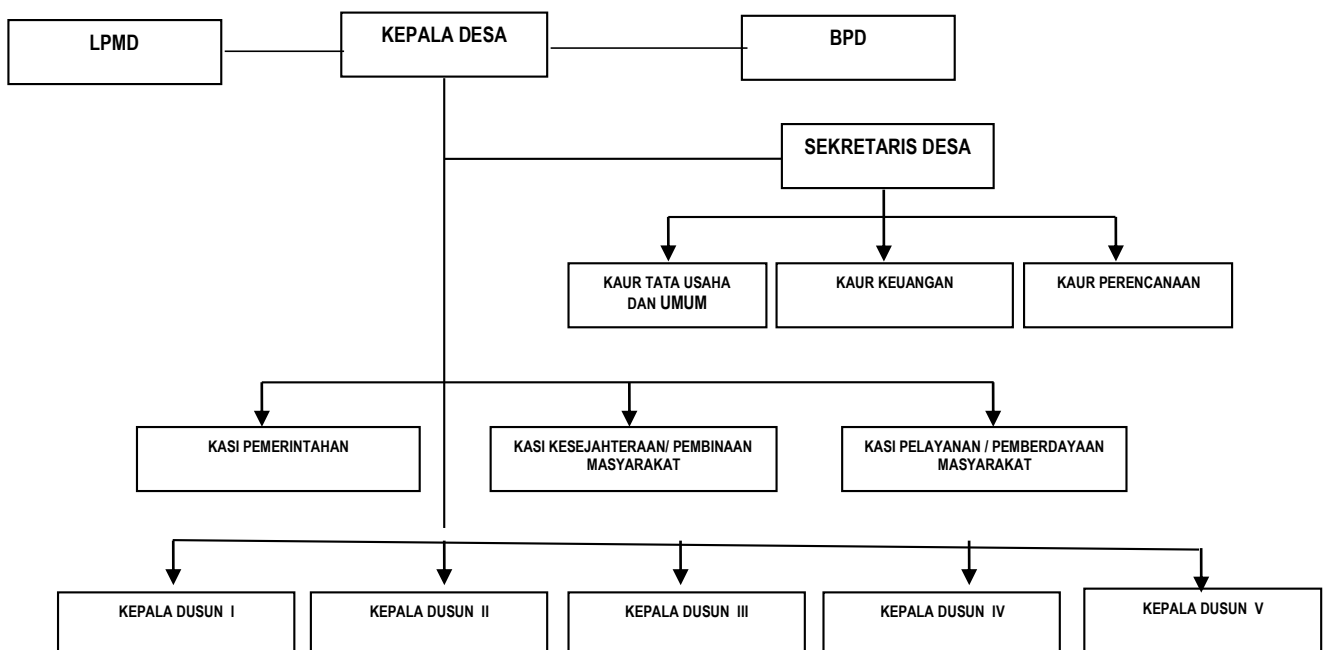 LPMD
KEPALA DESA
BPD
SEKRETARIS DESA
KAUR TATA USAHA
DAN UMUM
KAUR KEUANGAN
KAUR PERENCANAAN
KASI PEMERINTAHAN
KASI KESEJAHTERAAN/ PEMBINAAN
MASYARAKAT
KASI PELAYANAN / PEMBERDAYAAN
MASYARAKAT
KEPALA DUSUN I
KEPALA DUSUN II
KEPALA DUSUN III
KEPALA DUSUN IV
KEPALA DUSUN V